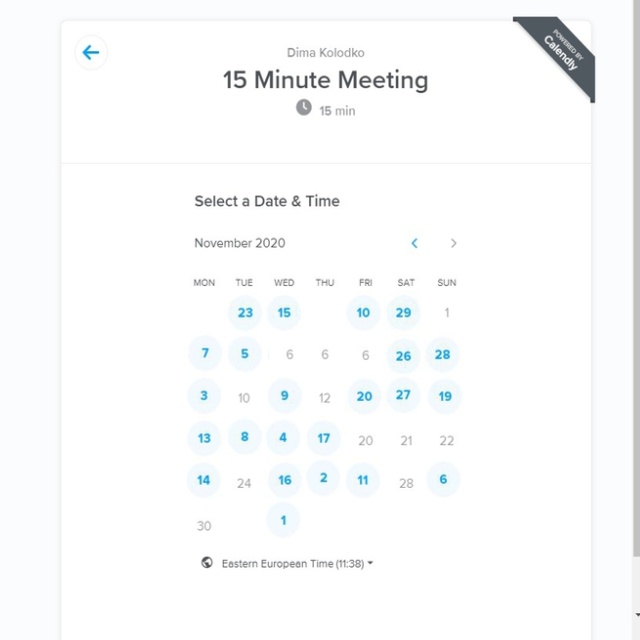 Dima Kolodko
POWERED BY
Calendly
15 Minute Meeting
15 min
Select a Date & Time
November 2020
MON TUE WED THU FRI SAT SUN
23 15 10 29 1
7 5 6 6 6 26 28
3 10 9 12 20 27 19
13 8 4 17 20 21 22
14 24 16 2 11 28 6
30 1
Eastern European Time (11:38)